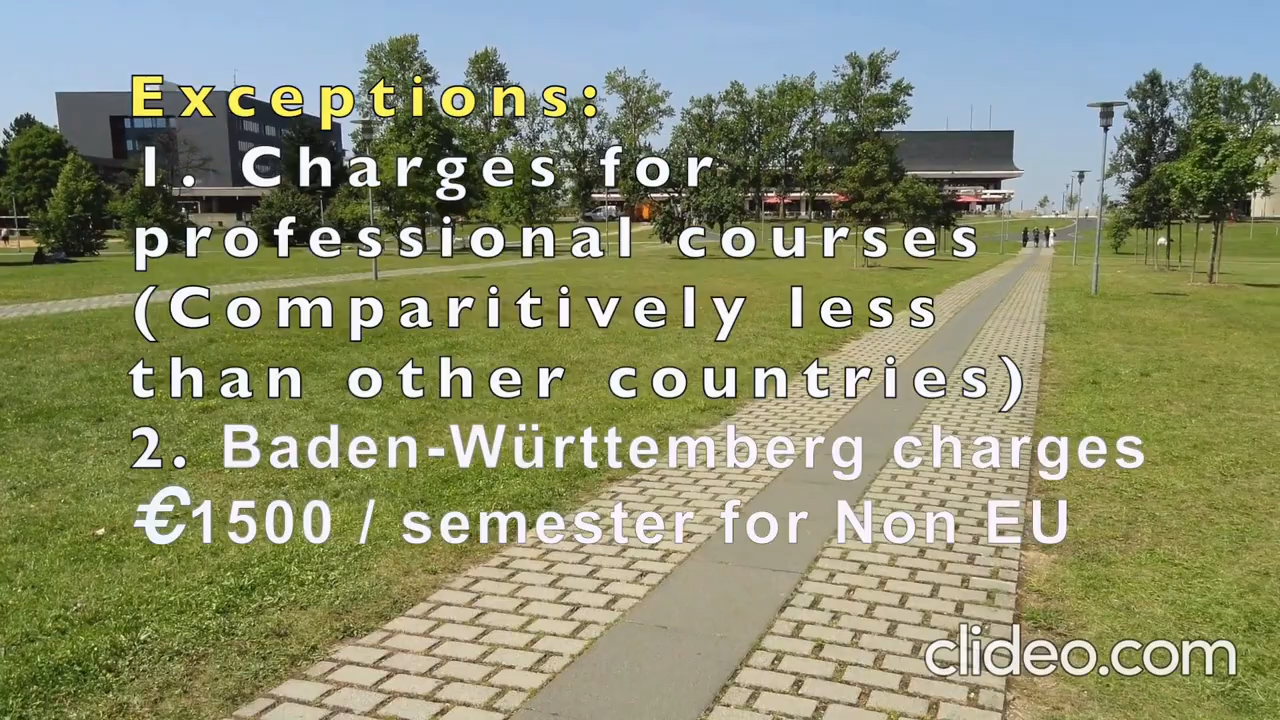 Exceptions:
1. Charges for
professional courses
(Comparitively less
than other countries)
2. Baden-Württemberg charges
€1500 / semester for Non EU
clideo.com